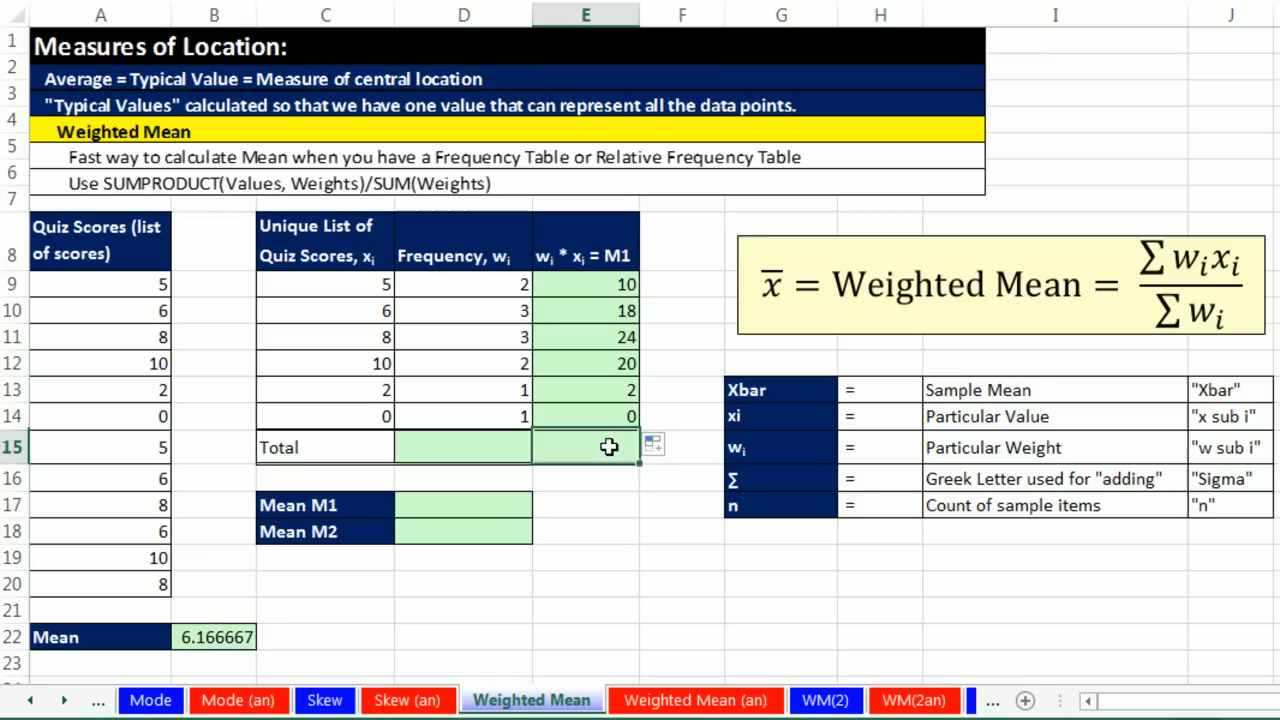 A B C D E F G H I J
1 Measures of Location:
2 Average = Typical Value = Measure of central location
3 "Typical Values" calculated so that we have one value that can represent all the data points.
4 Weighted Mean
5 Fast way to calculate Mean when you have a Frequency Table or Relative Frequency Table
6 Use SUMPRODUCT(Values, Weights)/SUM(Weights)
7
8 Quiz Scores (list of scores) Unique List of Quiz Scores, xi Frequency, wi wi * xi = M1
9 5 5 2 10
10 6 6 3 18
11 8 8 3 24
12 10 10 2 20
13 2 2 1 2
14 0 0 1 0
15 5 Total
16 6
17 8 Mean M1
18 6 Mean M2
19 10
20 8
21
22 Mean 6.166667
23
x̅ = Weighted Mean = ∑ wixi / ∑ wi
Xbar = Sample Mean "Xbar"
xi = Particular Value "x sub i"
wi = Particular Weight "w sub i"
∑ = Greek Letter used for "adding" "Sigma"
n = Count of sample items "n"
... Mode Mode (an) Skew Skew (an) Weighted Mean Weighted Mean (an) WM(2) WM(2an) ...